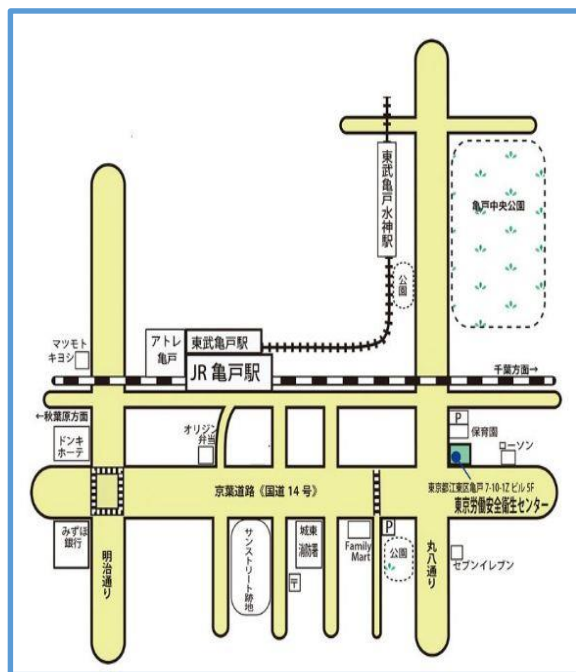 東武亀戸水神駅
亀戸中央公園
公園
マツモト
キヨシ
アトレ
亀戸
東武亀戸駅
JR 亀戸駅
千葉方面→
←秋葉原方面
ドンキ
ホーテ
オリジン
弁当
P
保育園
ローソン
東京都江東区亀戸 7-10-1Z ビル 5F
東京労働安全衛生センター
京葉道路《国道 14 号》
みずほ
銀行
明治通り
サンストリート跡地
〒
城東
消防署
Family
Mart
P
公園
丸八通り
セブンイレブン